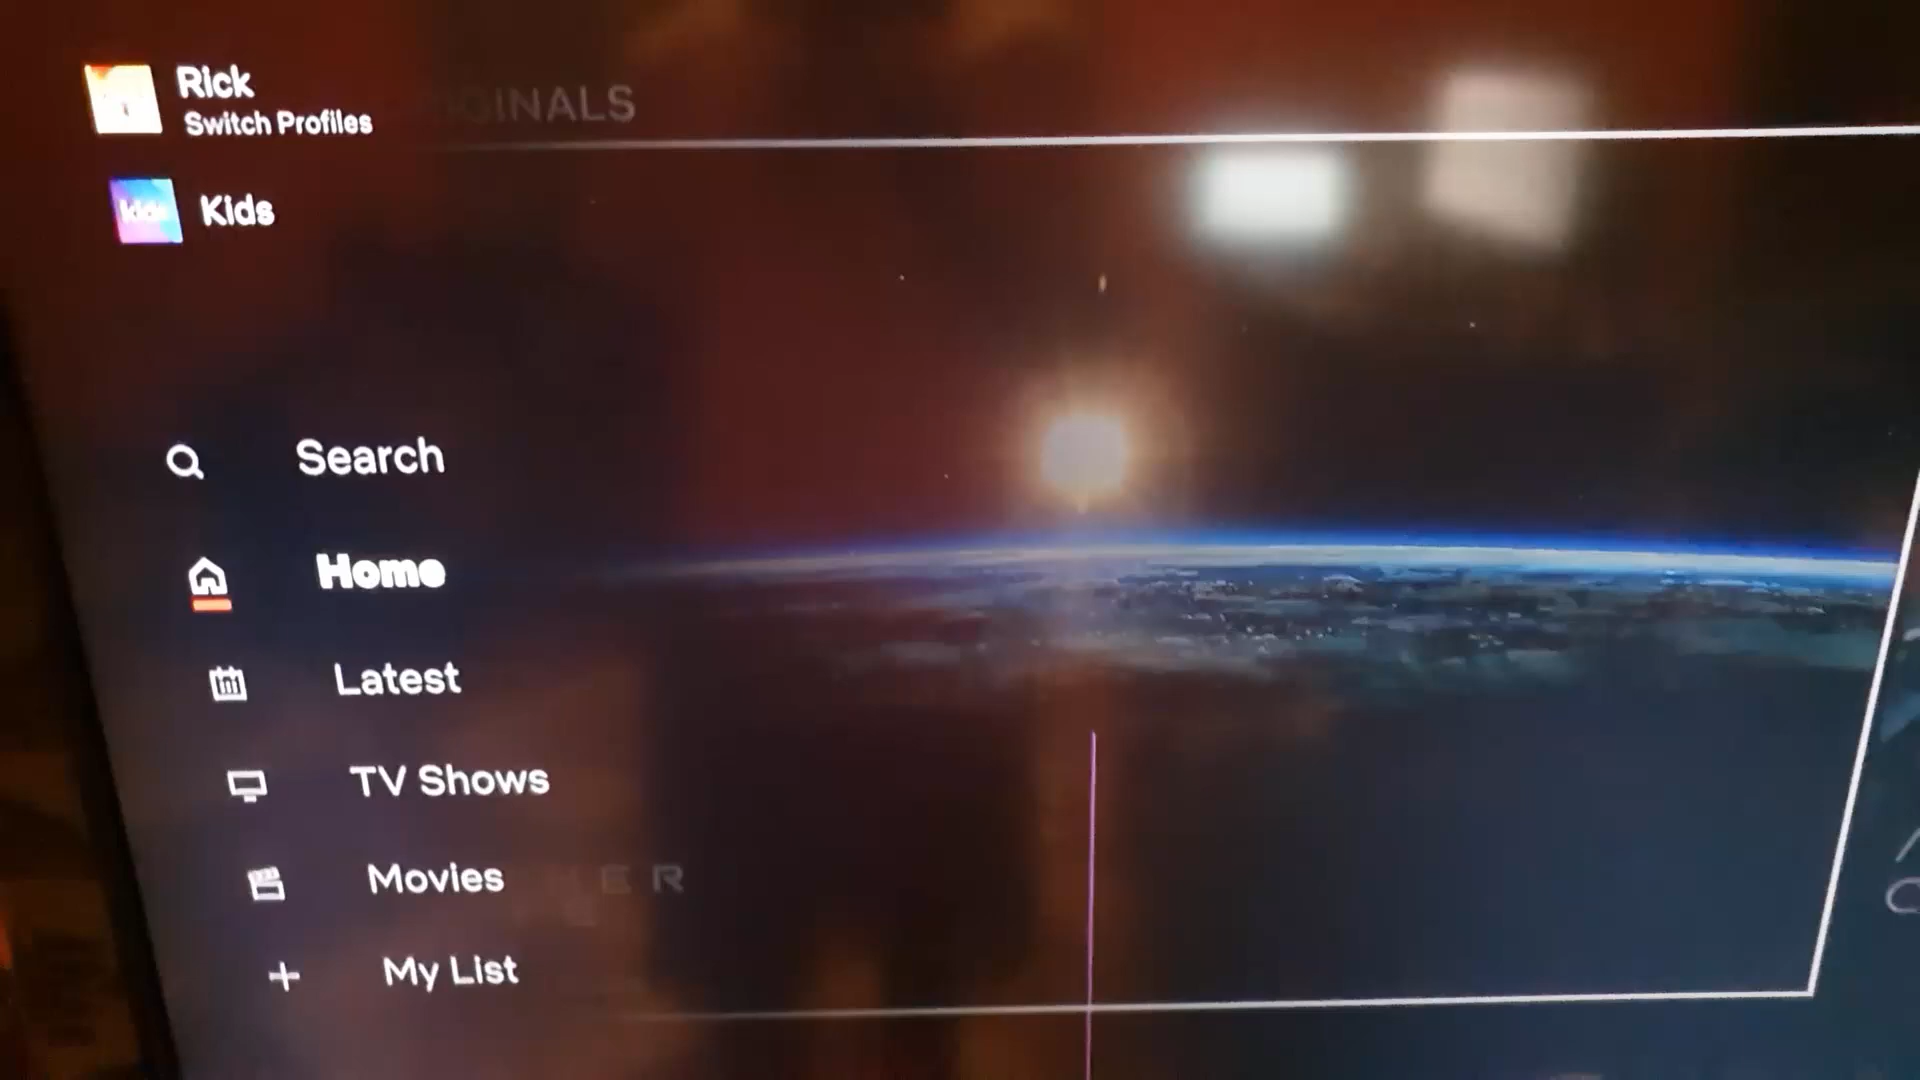 Rick
Switch Profiles
Kids
Search
Home
Latest
TV Shows
Movies
My List